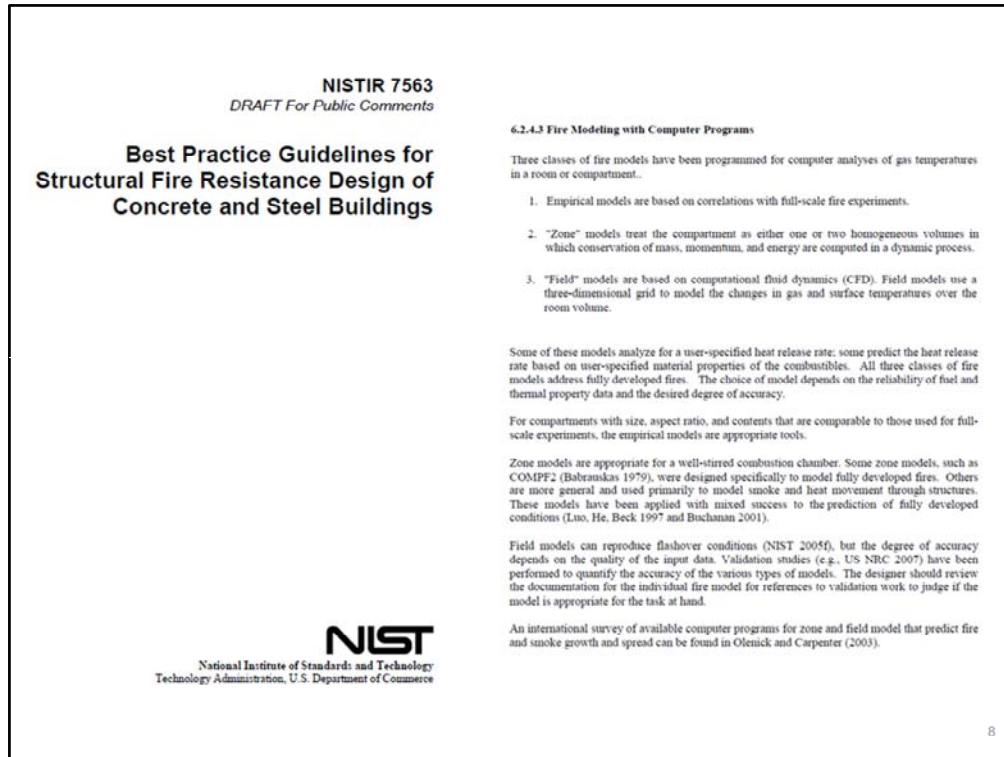 NISTIR 7563
DRAFT For Public Comments
Best Practice Guidelines for
Structural Fire Resistance Design of
Concrete and Steel Buildings
NIST
National Institute of Standards and Technology
Technology Administration, U.S. Department of Commerce
6.2.4.3 Fire Modeling with Computer Programs
Three classes of fire models have been programmed for computer analyses of gas temperatures
in a room or compartment..
1. Empirical models are based on correlations with full-scale fire experiments.
2. "Zone" models treat the compartment as either one or two homogeneous volumes in
which conservation of mass, momentum, and energy are computed in a dynamic process.
3. "Field" models are based on computational fluid dynamics (CFD). Field models use a
three-dimensional grid to model the changes in gas and surface temperatures over the
room volume.
Some of these models analyze for a user-specified heat release rate; some predict the heat release
rate based on user-specified material properties of the combustibles. All three classes of fire
models address fully developed fires. The choice of model depends on the reliability of fuel and
thermal property data and the desired degree of accuracy.
For compartments with size, aspect ratio, and contents that are comparable to those used for full-
scale experiments, the empirical models are appropriate tools.
Zone models are appropriate for a well-stirred combustion chamber. Some zone models, such as
COMPF2 (Babrauskas 1979), were designed specifically to model fully developed fires. Others
are more general and used primarily to model smoke and heat movement through structures.
These models have been applied with mixed success to the prediction of fully developed
conditions (Luo, He, Beck 1997 and Buchanan 2001).
Field models can reproduce flashover conditions (NIST 2005f), but the degree of accuracy
depends on the quality of the input data. Validation studies (e.g., US NRC 2007) have been
performed to quantify the accuracy of the various types of models. The designer should review
the documentation for the individual fire model for references to validation work to judge if the
model is appropriate for the task at hand.
An international survey of available computer programs for zone and field model that predict fire
and smoke growth and spread can be found in Olenick and Carpenter (2003).
8